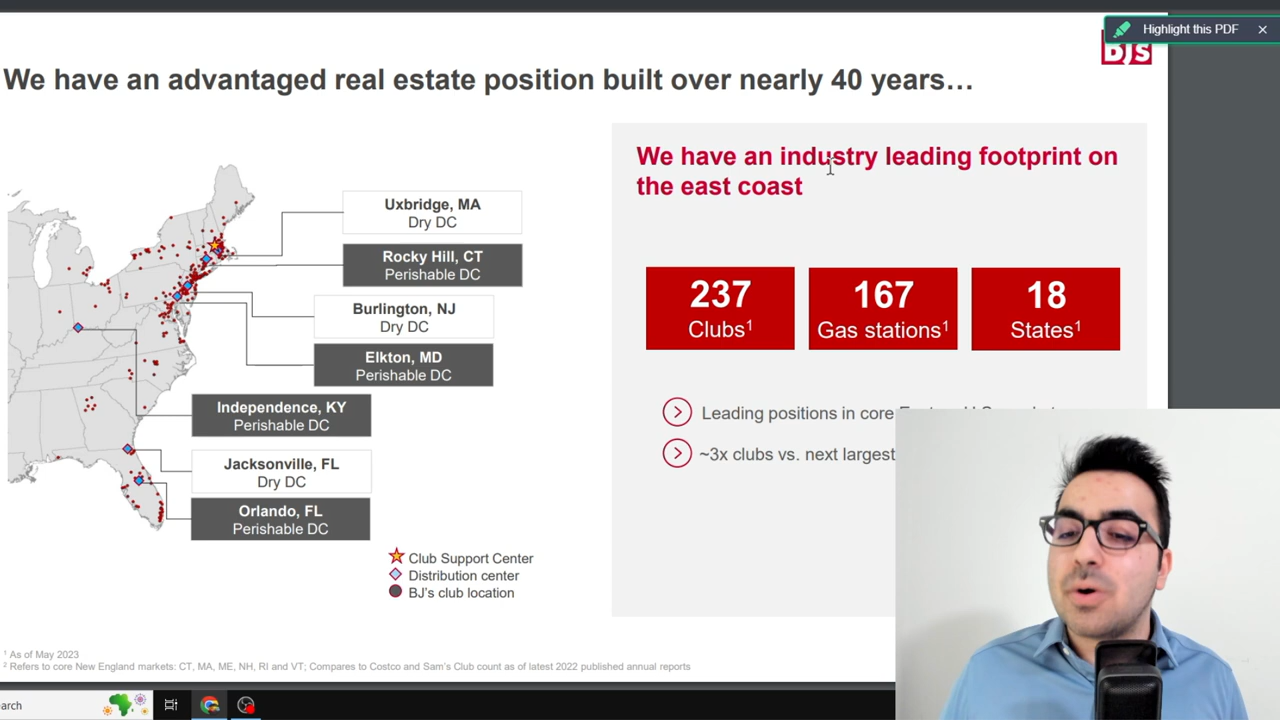 Highlight this PDF
BJ's
We have an advantaged real estate position built over nearly 40 years…
We have an industry leading footprint on
the east coast
Uxbridge, MA
Dry DC
Rocky Hill, CT
Perishable DC
Burlington, NJ
Dry DC
Elkton, MD
Perishable DC
Independence, KY
Perishable DC
Jacksonville, FL
Dry DC
Orlando, FL
Perishable DC
237
Clubs¹
167
Gas stations¹
18
States¹
Leading positions in core
~3x clubs vs. next largest
Club Support Center
Distribution center
BJ's club location
¹ As of May 2023
² Refers to core New England markets: CT, MA, ME, NH, RI and VT; Compares to Costco and Sam's Club count as of latest 2022 published annual reports
earch